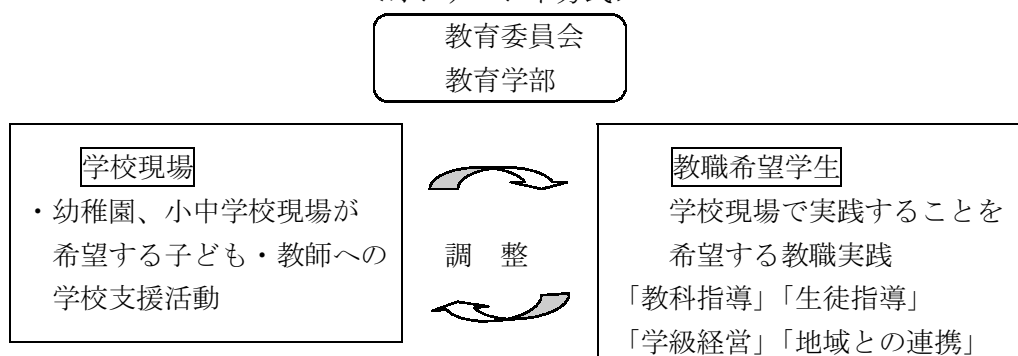 教育委員会
教育学部
学校現場
・幼稚園、小中学校現場が
希望する子ども・教師への
学校支援活動
調 整
教職希望学生
学校現場で実践することを
希望する教職実践
「教科指導」「生徒指導」
「学級経営」「地域との連携」